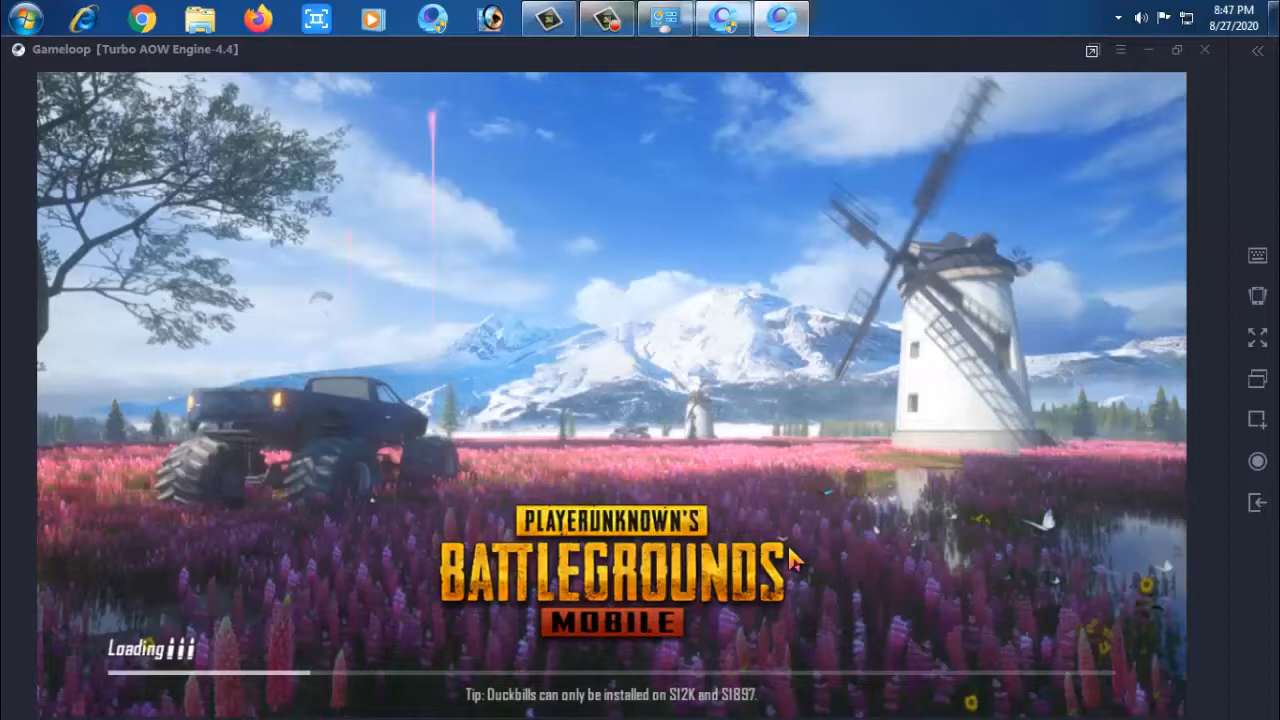 8:47 PM
8/27/2020
Gameloop [Turbo AOW Engine-4.4]
PLAYERUNKNOWN'S
BATTLEGROUNDS
MOBILE
Loading
Tip: Duckbills can only be installed on S12K and S1897.